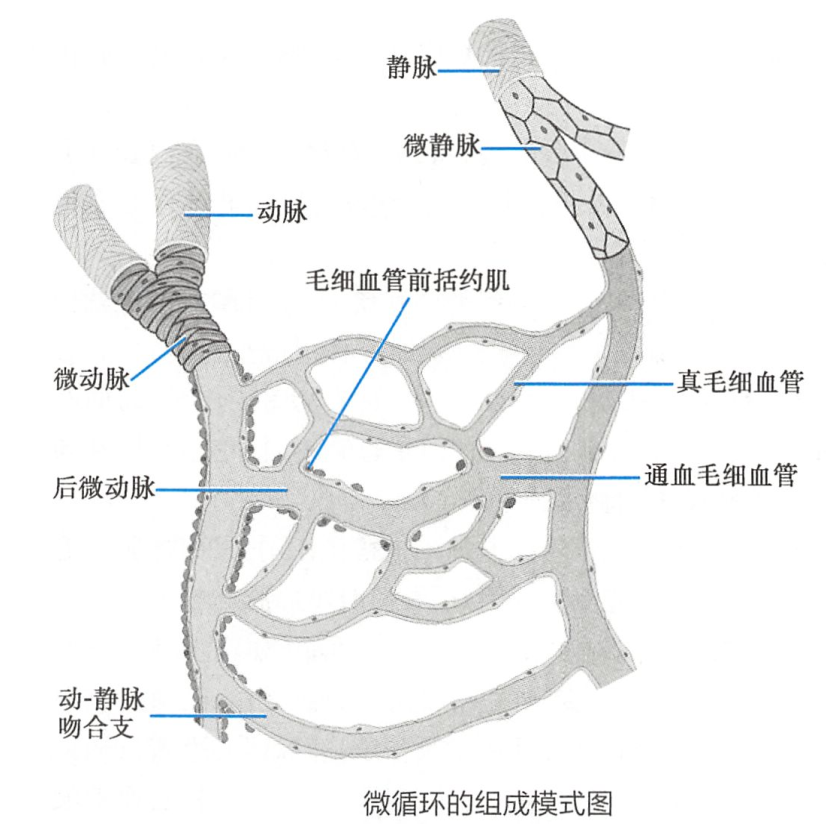 静脉
微静脉
动脉
毛细血管前括约肌
微动脉
真毛细血管
后微动脉
通血毛细血管
动-静脉
吻合支
微循环的组成模式图